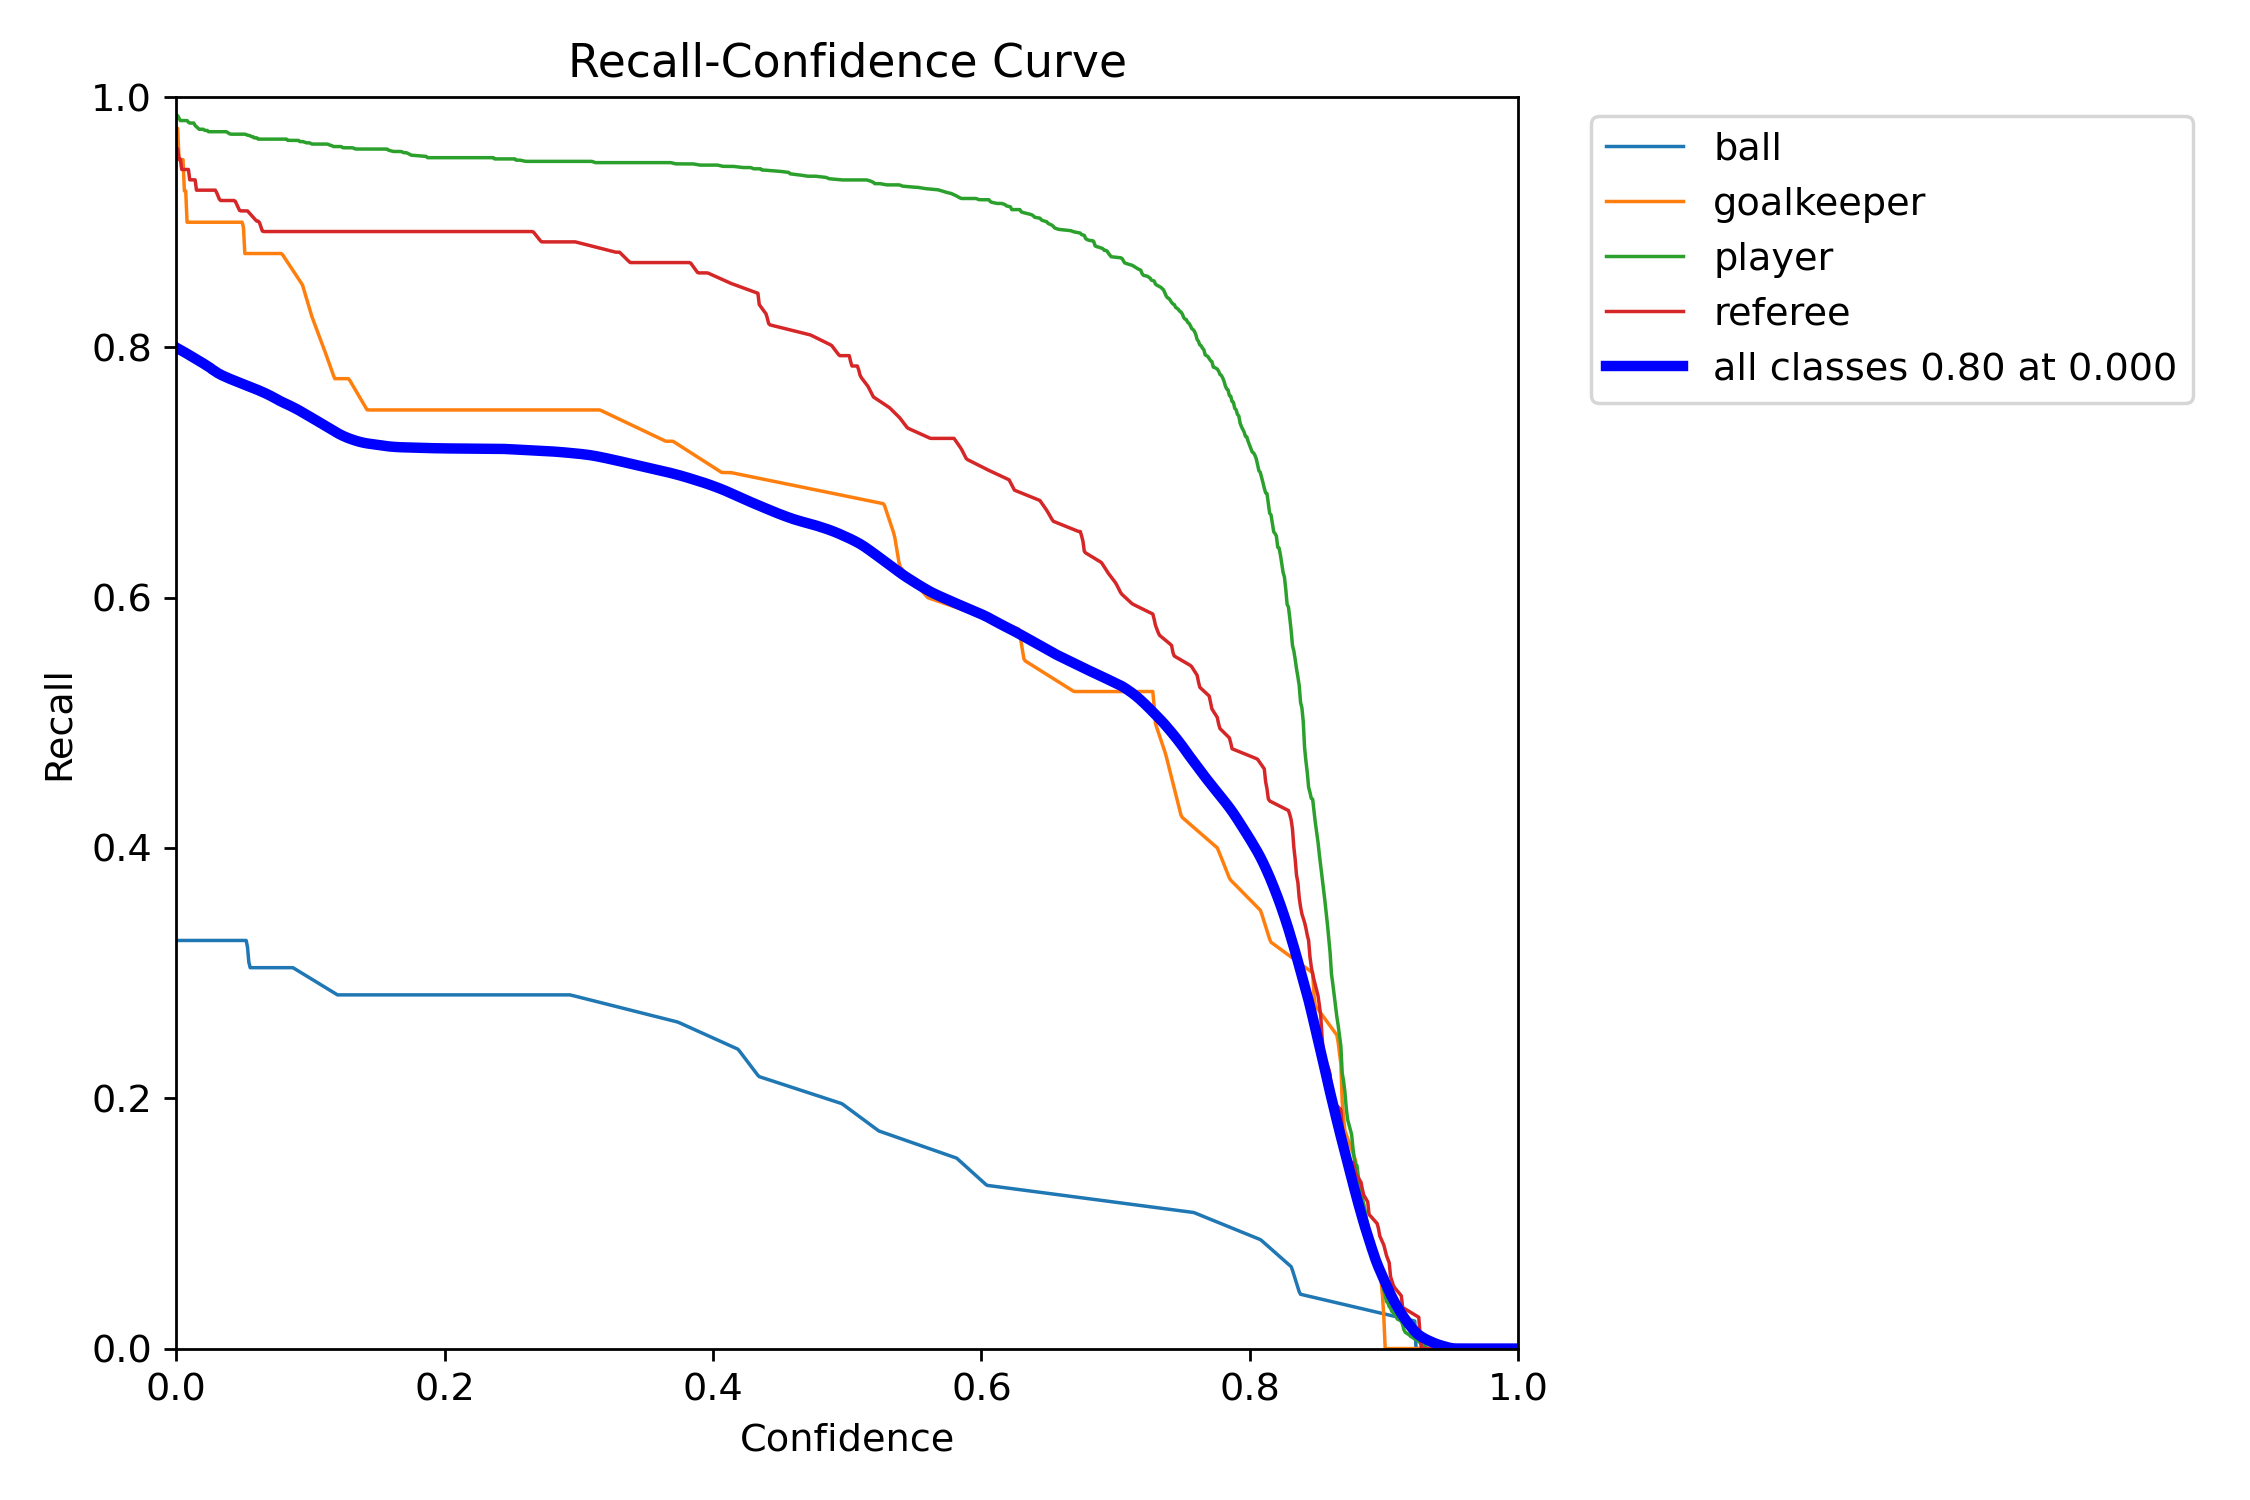 Recall-Confidence Curve
1.0
0.8
0.6
0.4
0.2
0.0
Recall
0.0 0.2 0.4 0.6 0.8 1.0
Confidence
ball
goalkeeper
player
referee
all classes 0.80 at 0.000